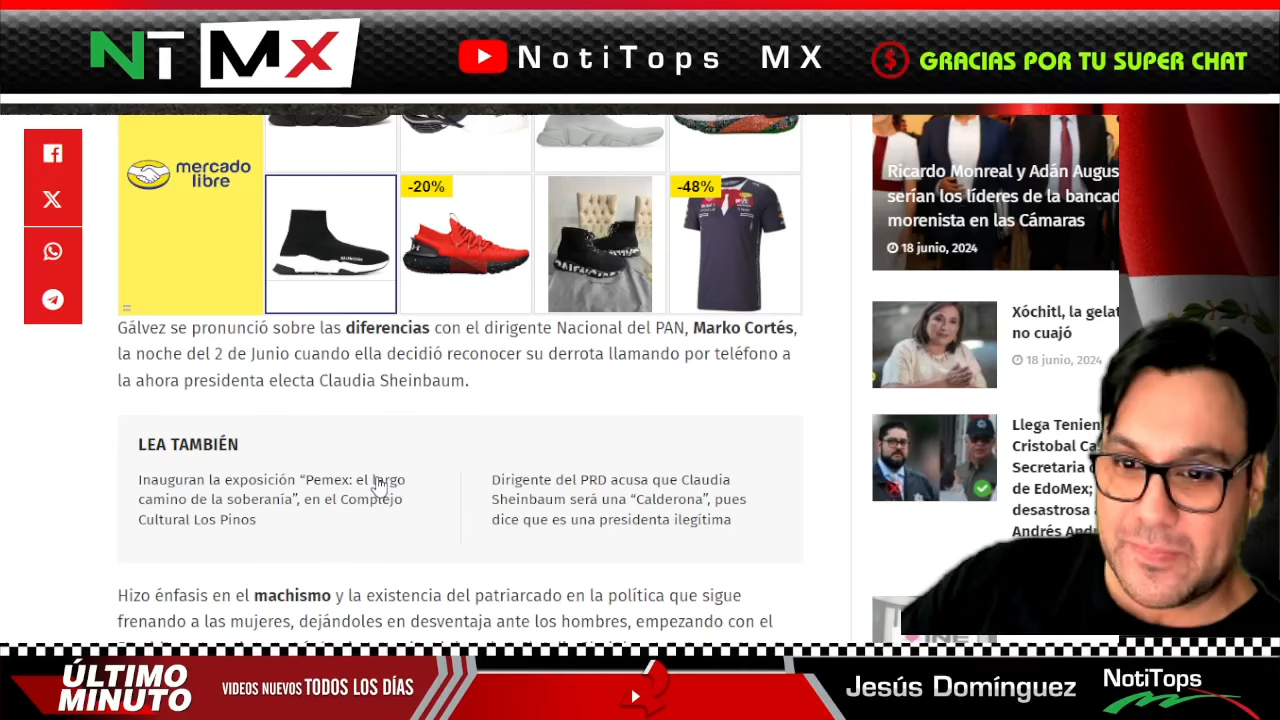 NT MX
NotiTops MX
$
GRACIAS POR TU SUPER CHAT
mercado
libre
-20%
-48%
BALENCIAGA
Gálvez se pronunció sobre las diferencias con el dirigente Nacional del PAN, Marko Cortés,
la noche del 2 de Junio cuando ella decidió reconocer su derrota llamando por teléfono a
la ahora presidenta electa Claudia Sheinbaum.
LEA TAMBIÉN
Inauguran la exposición “Pemex: el largo
camino de la soberanía”, en el Complejo
Cultural Los Pinos
Dirigente del PRD acusa que Claudia
Sheinbaum será una “Calderona”, pues
dice que es una presidenta ilegítima
Hizo énfasis en el machismo y la existencia del patriarcado en la política que sigue
frenando a las mujeres, dejándoles en desventaja ante los hombres, empezando con el
Ricardo Monreal y Adán Augus
serían los líderes de la bancad
morenista en las Cámaras
18 junio, 2024
Xóchitl, la gelat
no cuajó
18 junio, 2024
Llega Tenien
Cristobal Ca
Secretaria
de EdoMex;
desastrosa
Andrés Andr
INE
ÚLTIMO
MINUTO
VIDEOS NUEVOS TODOS LOS DÍAS
Jesús Domínguez
NotiTops